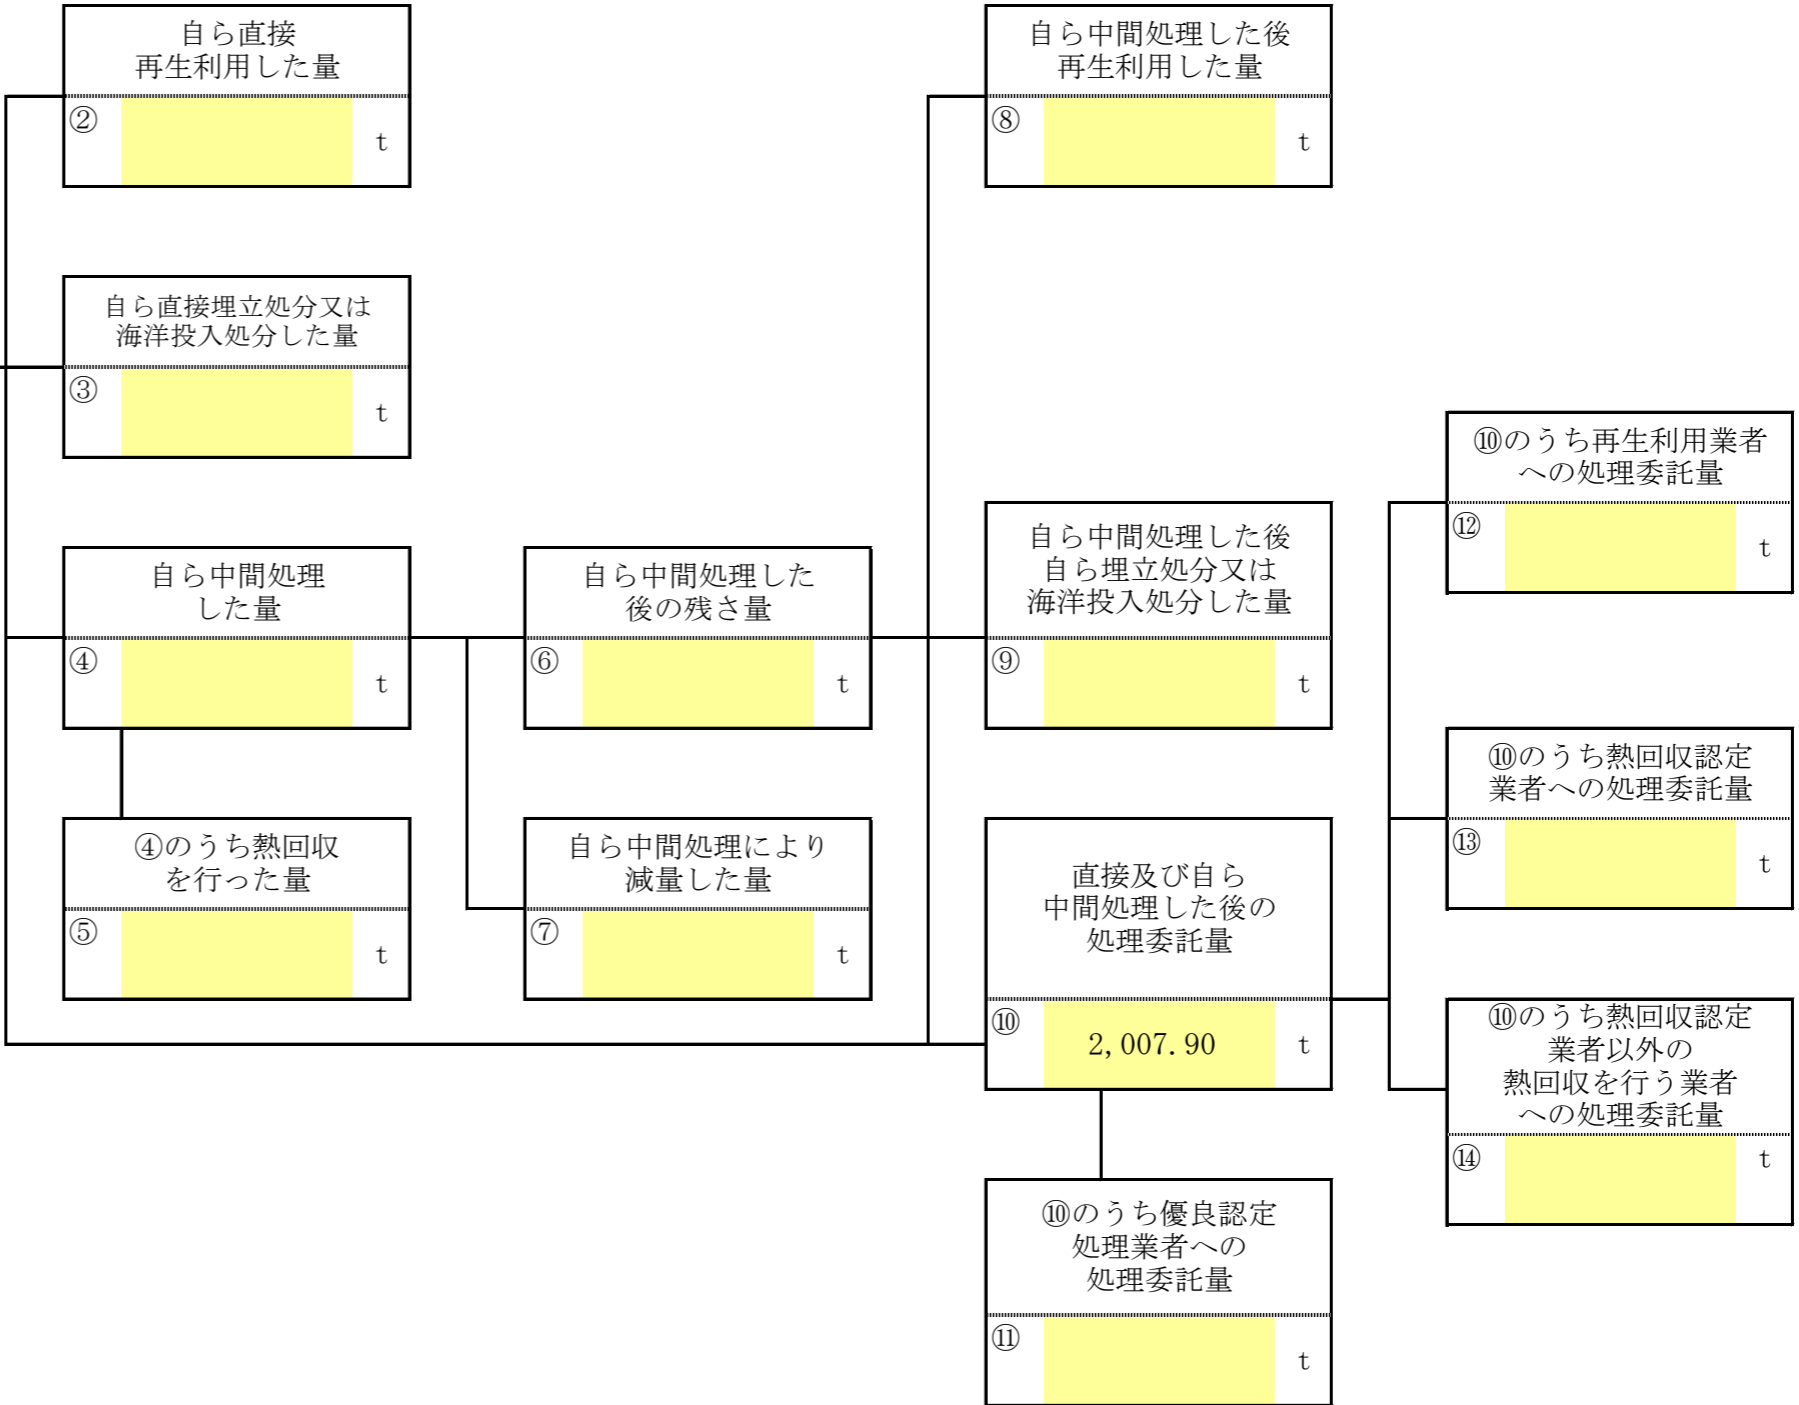 自ら直接
再生利用した量
②
t
自ら中間処理した後
再生利用した量
⑧
t
自ら直接埋立処分又は
海洋投入処分した量
③
t
⑩のうち再生利用業者
への処理委託量
⑫
t
自ら中間処理
した量
④
t
自ら中間処理した
後の残さ量
⑥
t
自ら中間処理した後
自ら埋立処分又は
海洋投入処分した量
⑨
t
⑩のうち熱回収認定
業者への処理委託量
⑬
t
④のうち熱回収
を行った量
⑤
t
自ら中間処理により
減量した量
⑦
t
直接及び自ら
中間処理した後の
処理委託量
⑩ 2,007.90 t
⑩のうち熱回収認定
業者以外の
熱回収を行う業者
への処理委託量
⑭
t
⑩のうち優良認定
処理業者への
処理委託量
⑪
t